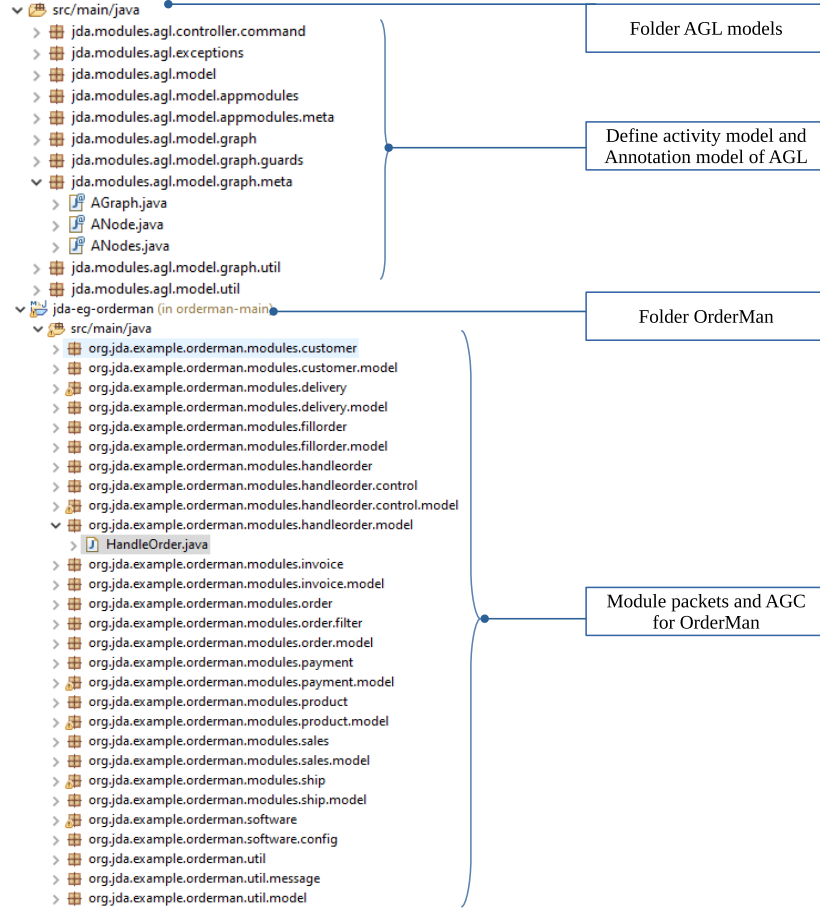 src/main/java
Folder AGL models
jda.modules.agl.controller.command
jda.modules.agl.exceptions
jda.modules.agl.model
jda.modules.agl.model.appmodules
jda.modules.agl.model.appmodules.meta
jda.modules.agl.model.graph
jda.modules.agl.model.graph.guards
jda.modules.agl.model.graph.meta
AGraph.java
ANode.java
ANodes.java
jda.modules.agl.model.graph.util
jda.modules.agl.model.util
Define activity model and
Annotation model of AGL
jda-eg-orderman (in orderman-main)
Folder OrderMan
src/main/java
org.jda.example.orderman.modules.customer
org.jda.example.orderman.modules.customer.model
org.jda.example.orderman.modules.delivery
org.jda.example.orderman.modules.delivery.model
org.jda.example.orderman.modules.fillorder
org.jda.example.orderman.modules.fillorder.model
org.jda.example.orderman.modules.handleorder
org.jda.example.orderman.modules.handleorder.control
org.jda.example.orderman.modules.handleorder.control.model
org.jda.example.orderman.modules.handleorder.model
HandleOrder.java
org.jda.example.orderman.modules.invoice
org.jda.example.orderman.modules.invoice.model
org.jda.example.orderman.modules.order
org.jda.example.orderman.modules.order.filter
org.jda.example.orderman.modules.order.model
org.jda.example.orderman.modules.payment
org.jda.example.orderman.modules.payment.model
org.jda.example.orderman.modules.product
org.jda.example.orderman.modules.product.model
org.jda.example.orderman.modules.sales
org.jda.example.orderman.modules.sales.model
org.jda.example.orderman.modules.ship
org.jda.example.orderman.modules.ship.model
org.jda.example.orderman.software
org.jda.example.orderman.software.config
org.jda.example.orderman.util
org.jda.example.orderman.util.message
org.jda.example.orderman.util.model
Module packets and AGC
for OrderMan